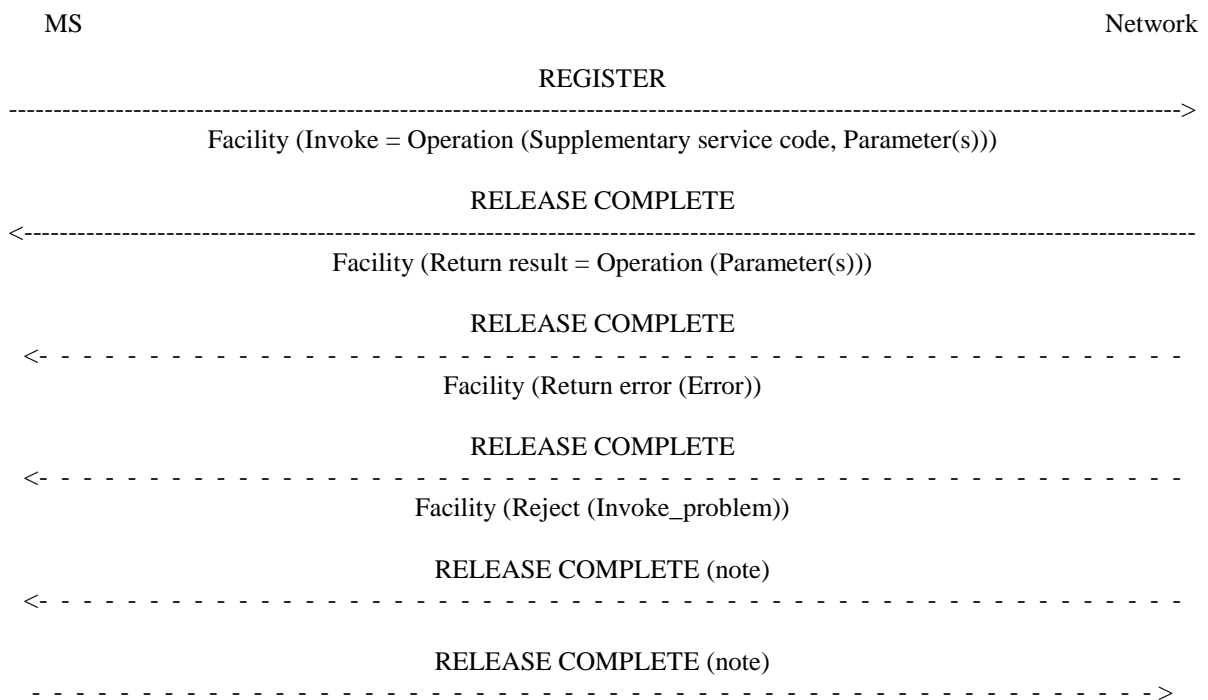 MS Network
REGISTER
Facility (Invoke = Operation (Supplementary service code, Parameter(s)))
RELEASE COMPLETE
Facility (Return result = Operation (Parameter(s)))
RELEASE COMPLETE
Facility (Return error (Error))
RELEASE COMPLETE
Facility (Reject (Invoke_problem))
RELEASE COMPLETE (note)
RELEASE COMPLETE (note)